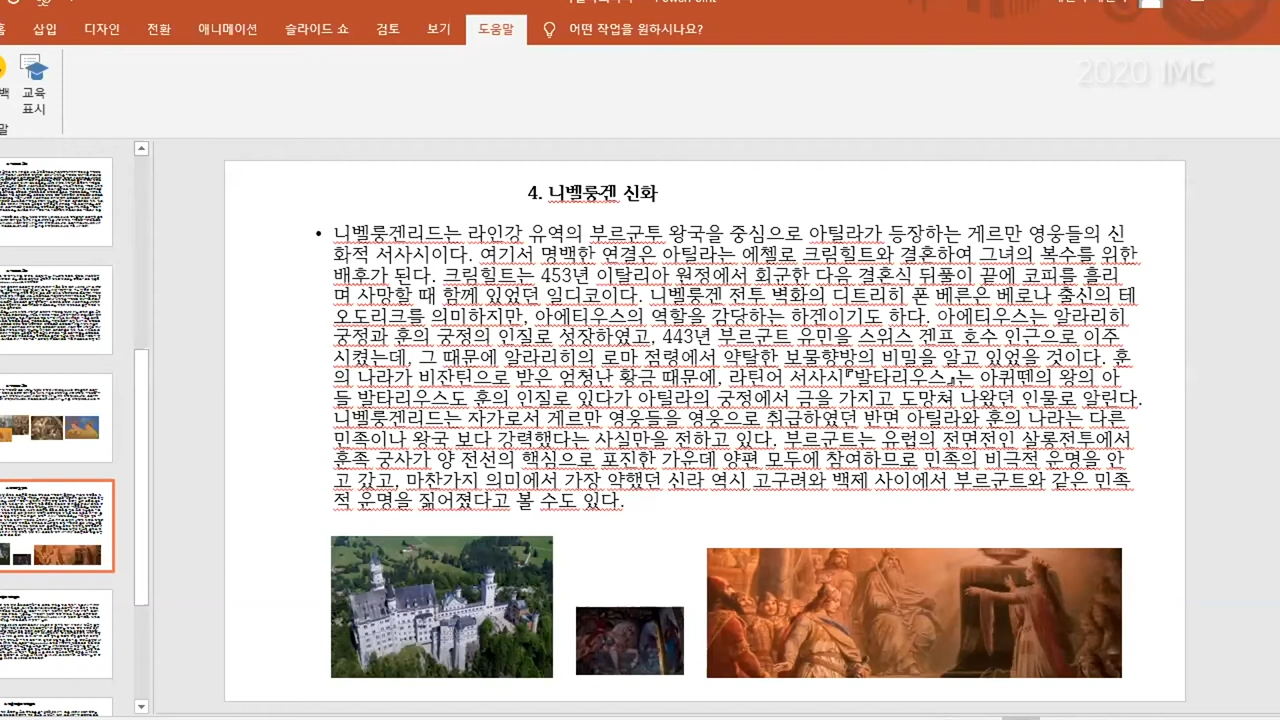 삽입 디자인 전환 애니메이션 슬라이드 쇼 검토 보기 도움말 어떤 작업을 원하시나요?
2020 IMC
교육
표시
4. 니벨룽겐 신화
• 니벨룽겐리드는 라인강 유역의 부르군투 왕국을 중심으로 아틸라가 등장하는 게르만 영웅들의 신
화적 서사시이다. 여기서 명백한 연결은 아틸라는 에첼로 크림힐트와 결혼하여 그녀의 복수를 위한
배후가 된다. 크림힐트는 453년 이탈리아 원정에서 회군한 다음 결혼식 뒤풀이 끝에 코피를 흘리
며 사망할 때 함께 있었던 일디코이다. 니벨룽겐 전투 벽화의 디트리히 폰 베른은 베로나 출신의 테
오도리크를 의미하지만, 아에티우스의 역할을 감당하는 하겐이기도 하다. 아에티우스는 알라리히
궁정과 훈의 궁정의 인질로 성장하였고, 443년 부르군트 유민을 스위스 겐프 호수 인근으로 이주
시켰는데, 그 때문에 알라리히의 로마 점령에서 약탈한 보물향방의 비밀을 알고 있었을 것이다. 훈
의 나라가 비잔틴으로 받은 엄청난 황금 때문에, 라틴어 서사시『발타리우스』는 아퀴텐의 왕의 아
들 발타리우스도 훈의 인질로 있다가 아틸라의 궁정에서 금을 가지고 도망쳐 나왔던 인물로 알린다.
니벨룽겐리드는 자가로서 게르만 영웅들을 영웅으로 취급하였던 반면 아틸라와 훈의 나라는 다른
민족이나 왕국 보다 강력했다는 사실만을 전하고 있다. 부르군트는 유럽의 전면전인 살롱전투에서
훈족 궁사가 양 전선의 핵심으로 포진한 가운데 양편 모두에 참여하므로 민족의 비극적 운명을 안
고 갔고, 마찬가지 의미에서 가장 약했던 신라 역시 고구려와 백제 사이에서 부르군트와 같은 민족
적 운명을 짊어졌다고 볼 수도 있다.